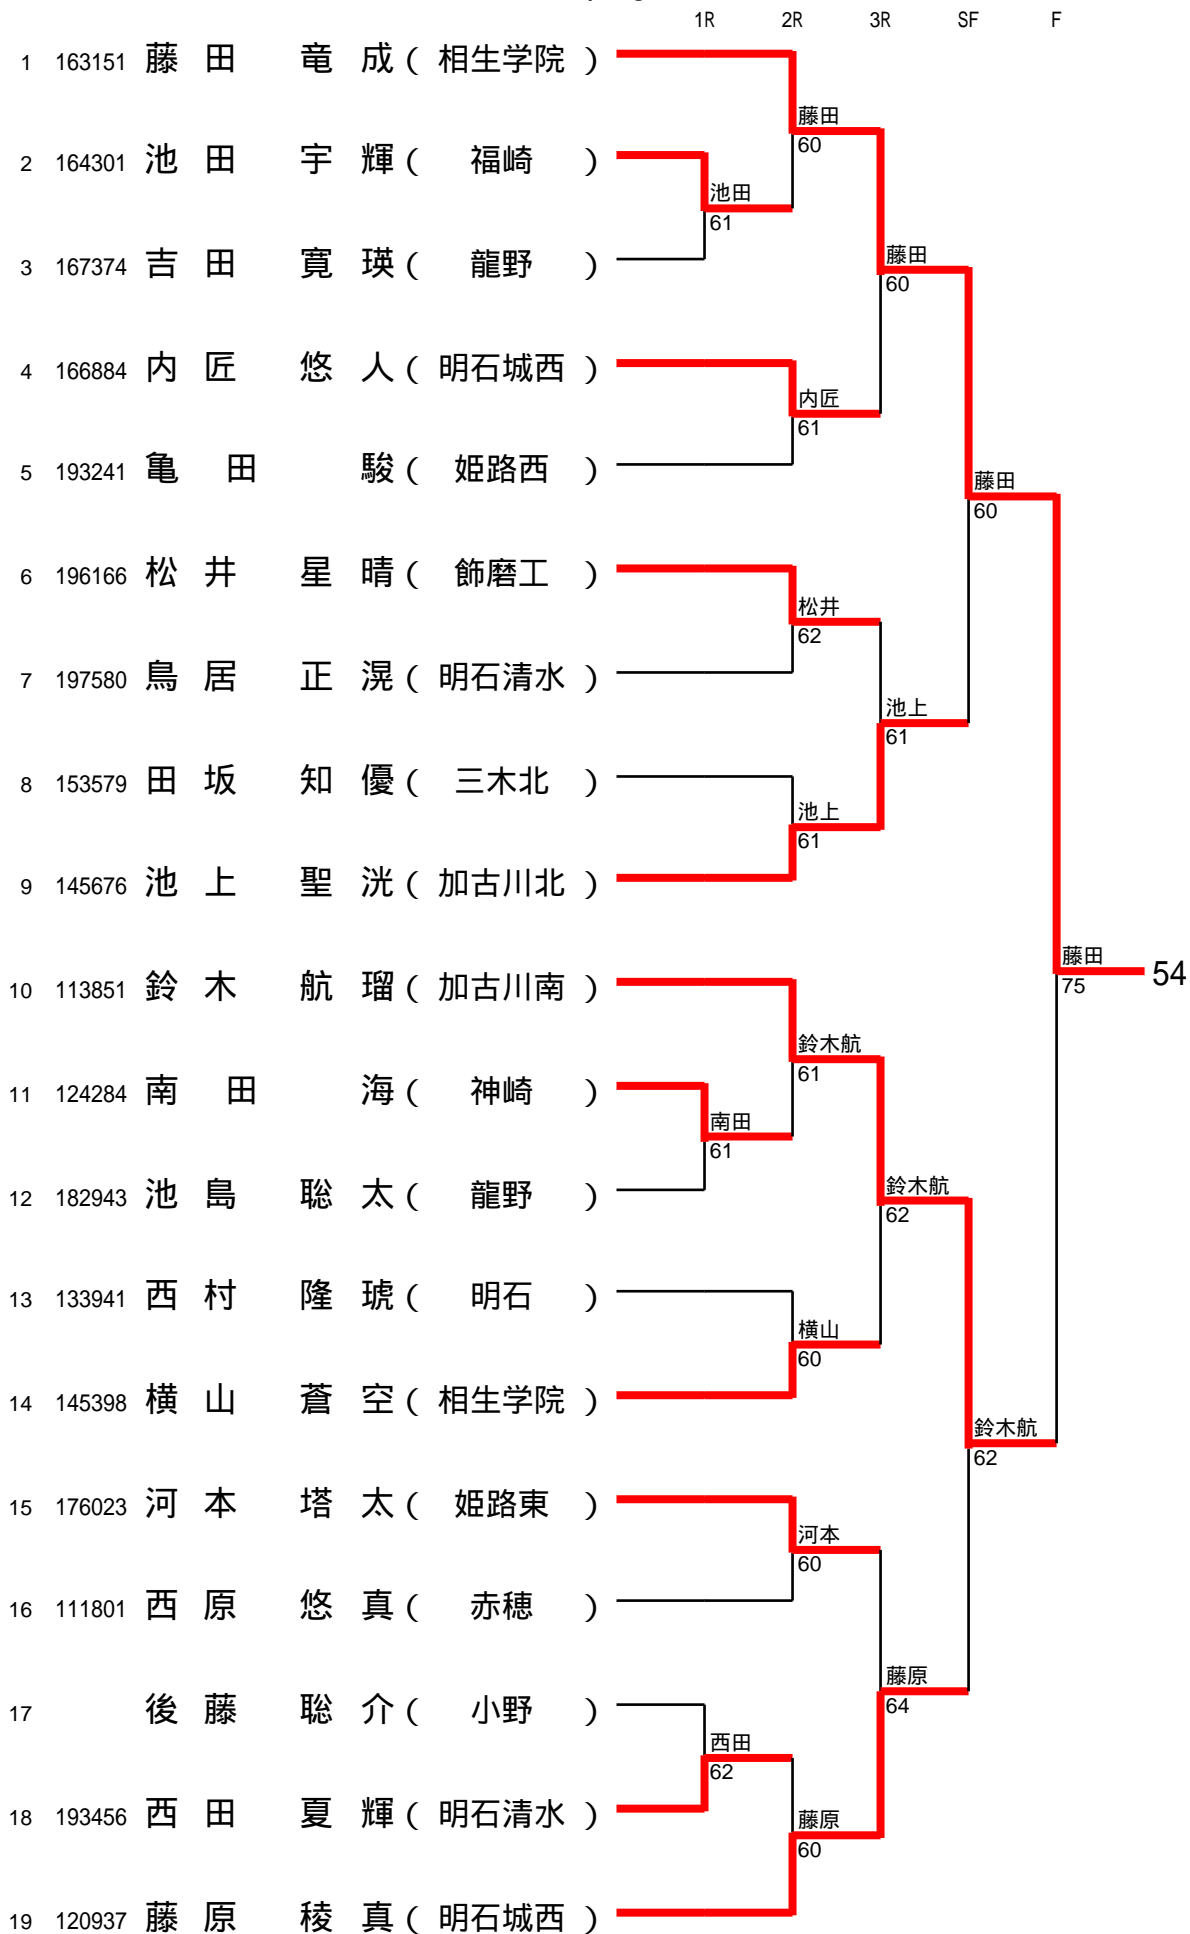 1R 2R 3R SF F
1 163151 藤田 竜成 ( 相生学院 )
藤田
60
2 164301 池田 宇輝 ( 福崎 )
池田
61
3 167374 吉田 寛瑛 ( 龍野 )
藤田
60
4 166884 内匠 悠人 ( 明石城西 )
内匠
61
5 193241 亀田 駿 ( 姫路西 )
藤田
60
6 196166 松井 星晴 ( 飾磨工 )
松井
62
7 197580 鳥居 正滉 ( 明石清水 )
池上
61
8 153579 田坂 知優 ( 三木北 )
池上
61
9 145676 池上 聖洸 ( 加古川北 )
藤田
75
54
10 113851 鈴木 航瑠 ( 加古川南 )
鈴木航
61
11 124284 南田 海 ( 神崎 )
南田
61
12 182943 池島 聡太 ( 龍野 )
鈴木航
62
13 133941 西村 隆琥 ( 明石 )
横山
60
14 145398 横山 蒼空 ( 相生学院 )
鈴木航
62
15 176023 河本 塔太 ( 姫路東 )
河本
60
16 111801 西原 悠真 ( 赤穂 )
藤原
64
17 後藤 聡介 ( 小野 )
西田
62
18 193456 西田 夏輝 ( 明石清水 )
藤原
60
19 120937 藤原 稜真 ( 明石城西 )